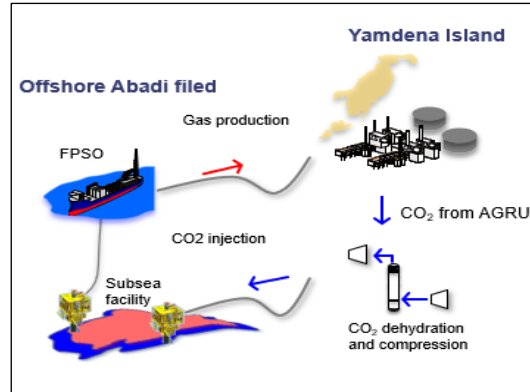 Yamdena Island
Offshore Abadi filed
Gas production
FPSO
CO₂ from AGRU
CO2 injection
Subsea
facility
CO₂ dehydration
and compression